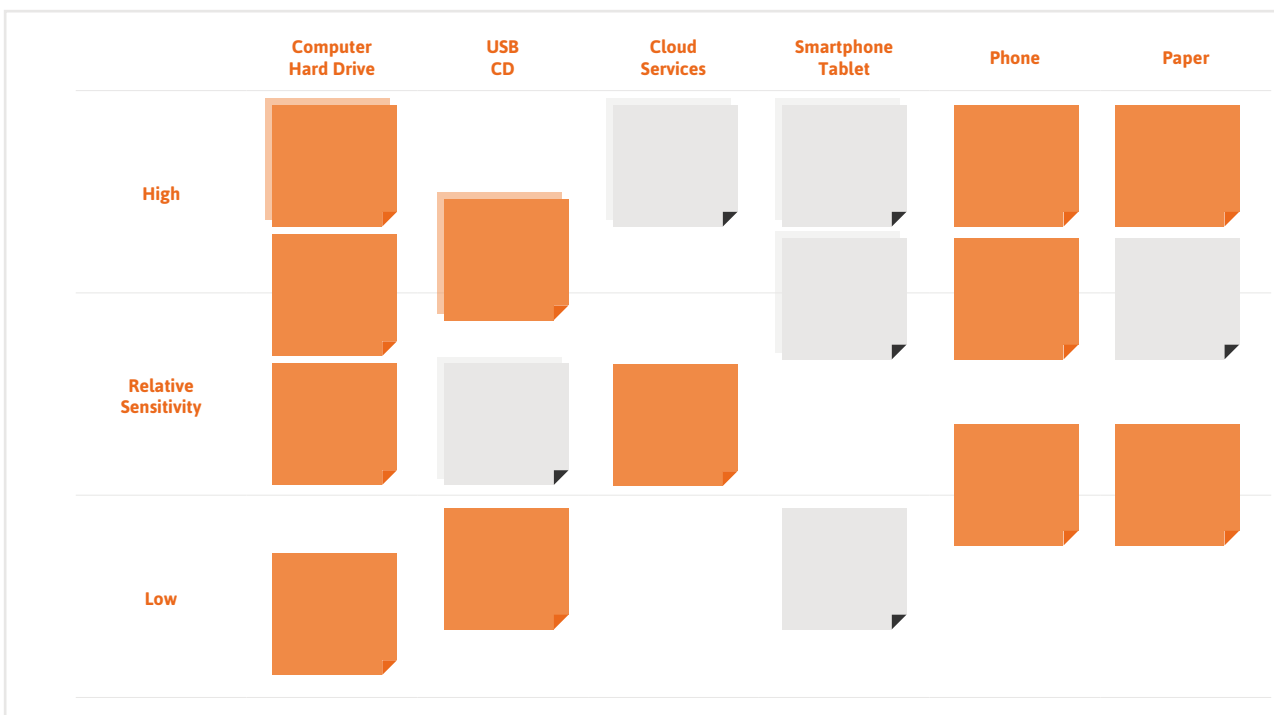 Computer
Hard Drive
USB
CD
Cloud
Services
Smartphone
Tablet
Phone
Paper
High
Relative
Sensitivity
Low